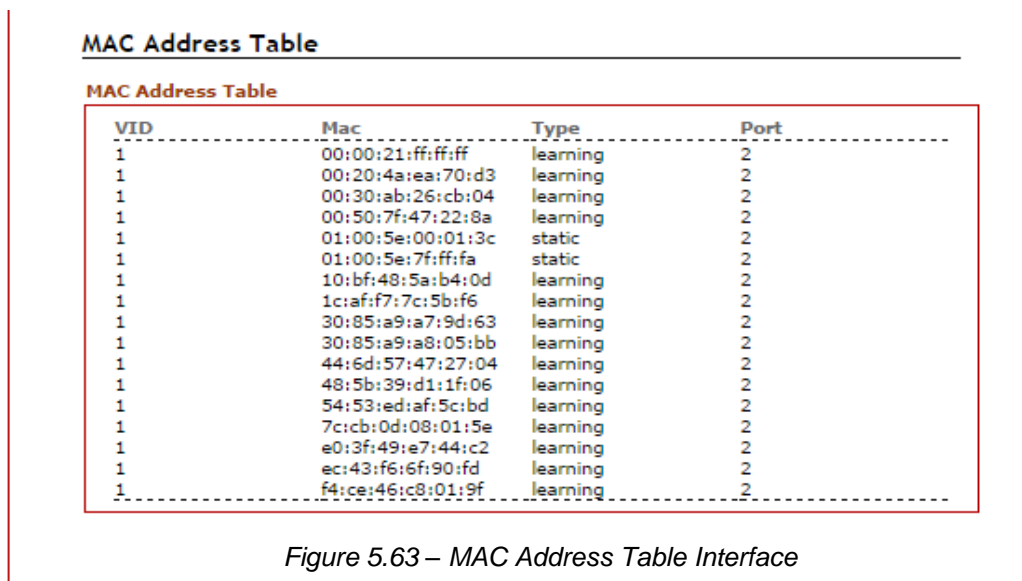 MAC Address Table
MAC Address Table
VID Mac Type Port
1 00:00:21:ff:ff:ff learning 2
1 00:20:4a:ea:70:d3 learning 2
1 00:30:ab:26:cb:04 learning 2
1 00:50:7f:47:22:8a learning 2
1 01:00:5e:00:01:3c static 2
1 01:00:5e:7f:ff:fa static 2
1 10:bf:48:5a:b4:0d learning 2
1 1c:af:f7:7c:5b:f6 learning 2
1 30:85:a9:a7:9d:63 learning 2
1 30:85:a9:a8:05:bb learning 2
1 44:6d:57:47:27:04 learning 2
1 48:5b:39:d1:1f:06 learning 2
1 54:53:ed:af:5c:bd learning 2
1 7c:cb:0d:08:01:5e learning 2
1 e0:3f:49:e7:44:c2 learning 2
1 ec:43:f6:6f:90:fd learning 2
1 f4:ce:46:c8:01:9f learning 2
Figure 5.63 – MAC Address Table Interface